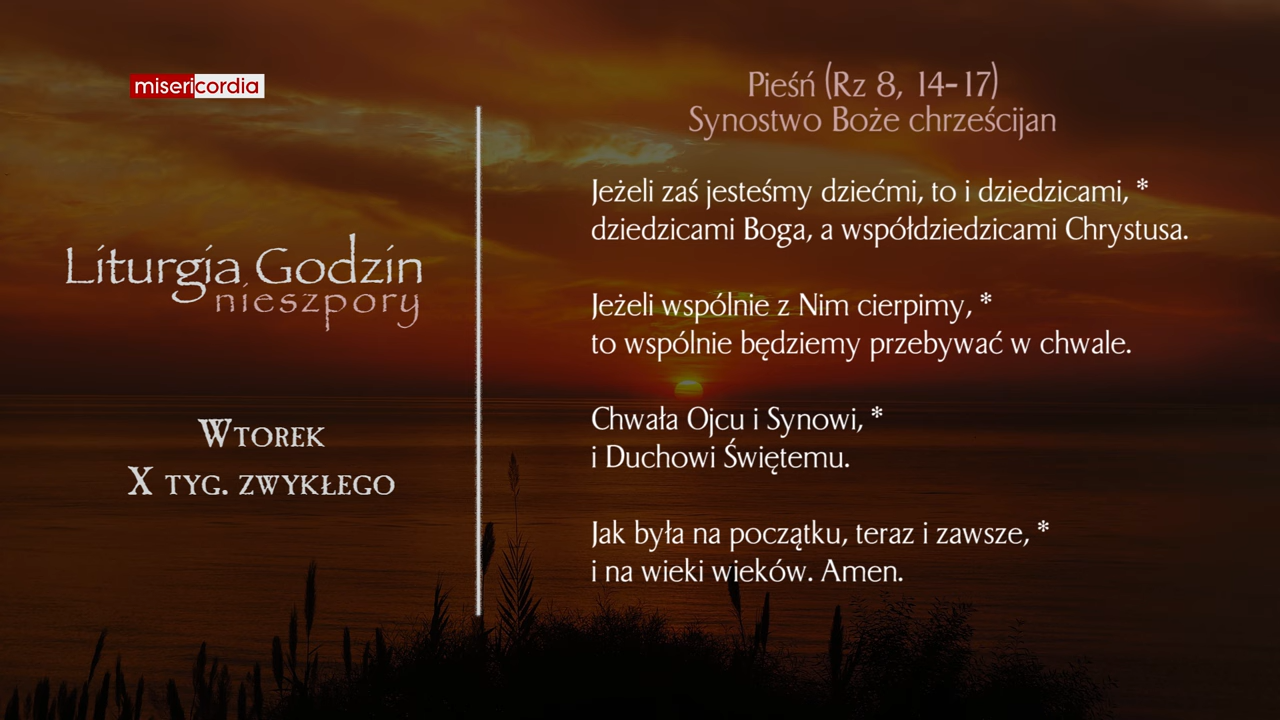 misericordia
Liturgia Godzin
nieszpory
Wtorek
X tyg. zwykłego
Pieśń (Rz 8, 14-17)
Synostwo Boże chrześcijan
Jeżeli zaś jesteśmy dziećmi, to i dziedzicami, *
dziedzicami Boga, a współdziedzicami Chrystusa.
Jeżeli wspólnie z Nim cierpimy, *
to wspólnie będziemy przebywać w chwale.
Chwała Ojcu i Synowi, *
i Duchowi Świętemu.
Jak była na początku, teraz i zawsze, *
i na wieki wieków. Amen.